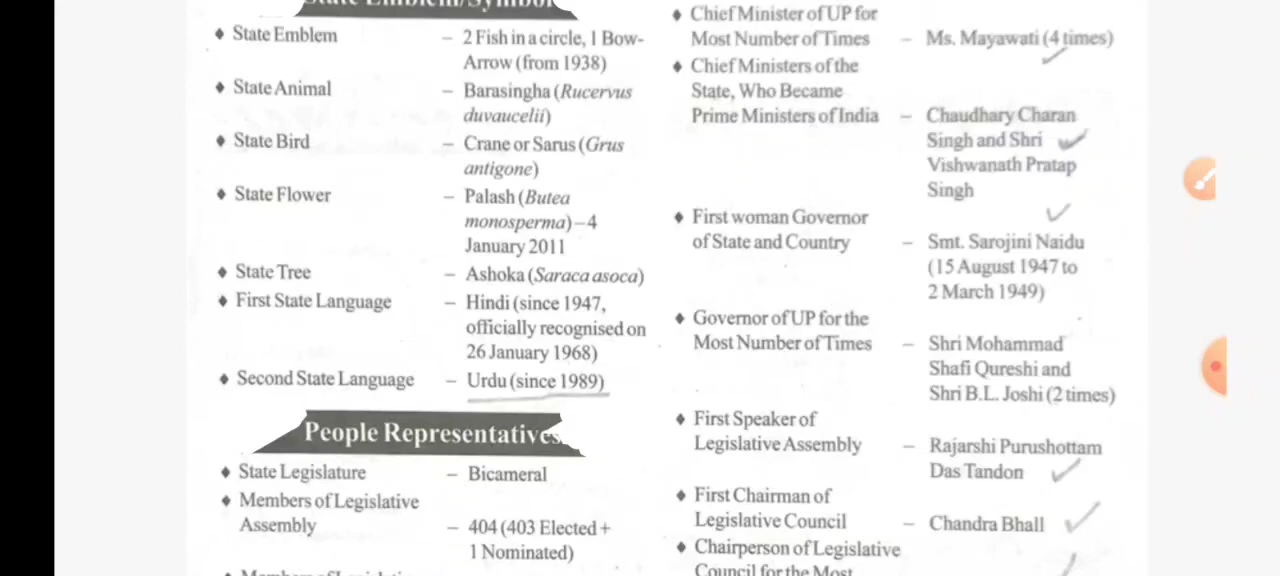 State Emblem/Symbol
♦ State Emblem – 2 Fish in a circle, 1 Bow-
Arrow (from 1938)
♦ State Animal – Barasingha (Rucervus
duvaucelii)
♦ State Bird – Crane or Sarus (Grus
antigone)
♦ State Flower – Palash (Butea
monosperma)–4
January 2011
♦ State Tree – Ashoka (Saraca asoca)
♦ First State Language – Hindi (since 1947,
officially recognised on
26 January 1968)
♦ Second State Language – Urdu (since 1989)
People Representatives
♦ State Legislature – Bicameral
♦ Members of Legislative
Assembly – 404 (403 Elected +
1 Nominated)
♦ Chief Minister of UP for
Most Number of Times – Ms. Mayawati (4 times)
♦ Chief Ministers of the
State, Who Became
Prime Ministers of India – Chaudhary Charan
Singh and Shri
Vishwanath Pratap
Singh
♦ First woman Governor
of State and Country – Smt. Sarojini Naidu
(15 August 1947 to
2 March 1949)
♦ Governor of UP for the
Most Number of Times – Shri Mohammad
Shafi Qureshi and
Shri B.L. Joshi (2 times)
♦ First Speaker of
Legislative Assembly – Rajarshi Purushottam
Das Tandon
♦ First Chairman of
Legislative Council – Chandra Bhall
♦ Chairperson of Legislative
Council for the Most